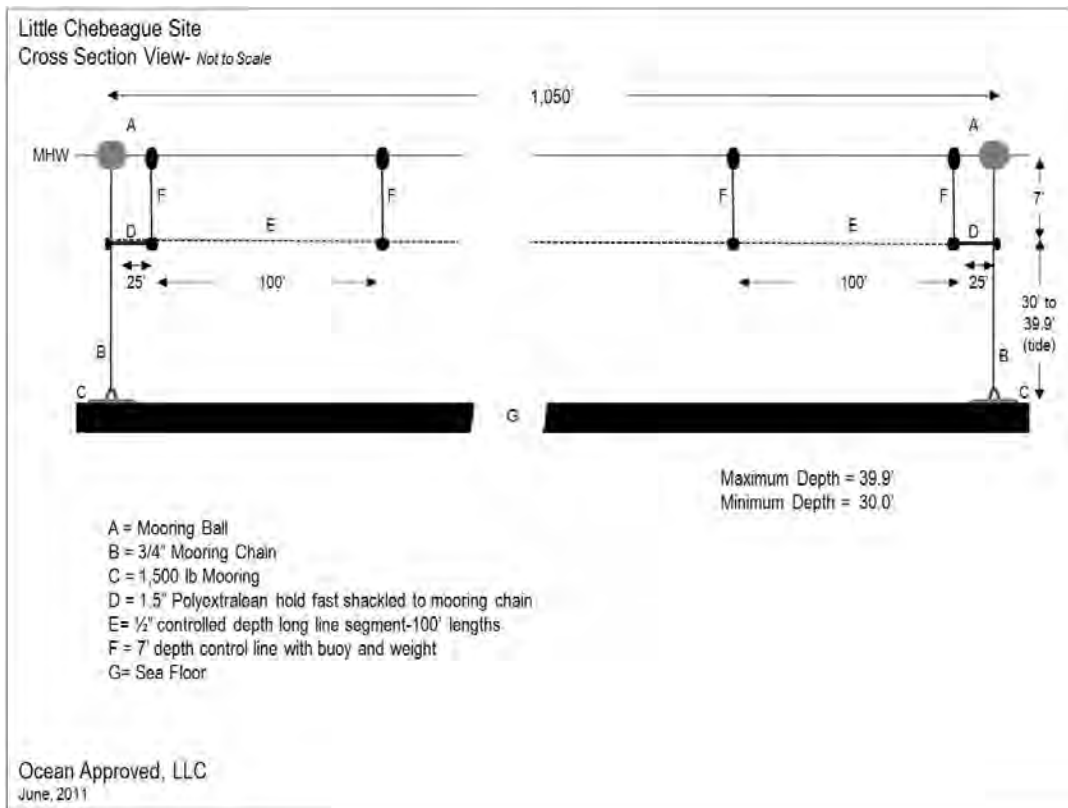 Little Chebeague Site
Cross Section View- Not to Scale
1,050'
A
A
MHW
F
F
F
F
7'
D
E
E
D
25'
100'
100'
25'
30' to
39.9'
(tide)
B
B
C
C
G
Maximum Depth = 39.9'
Minimum Depth = 30.0'
A = Mooring Ball
B = 3/4" Mooring Chain
C = 1,500 lb Mooring
D = 1.5" Polyextralean hold fast shackled to mooring chain
E= ½" controlled depth long line segment-100' lengths
F = 7' depth control line with buoy and weight
G= Sea Floor
Ocean Approved, LLC
June, 2011